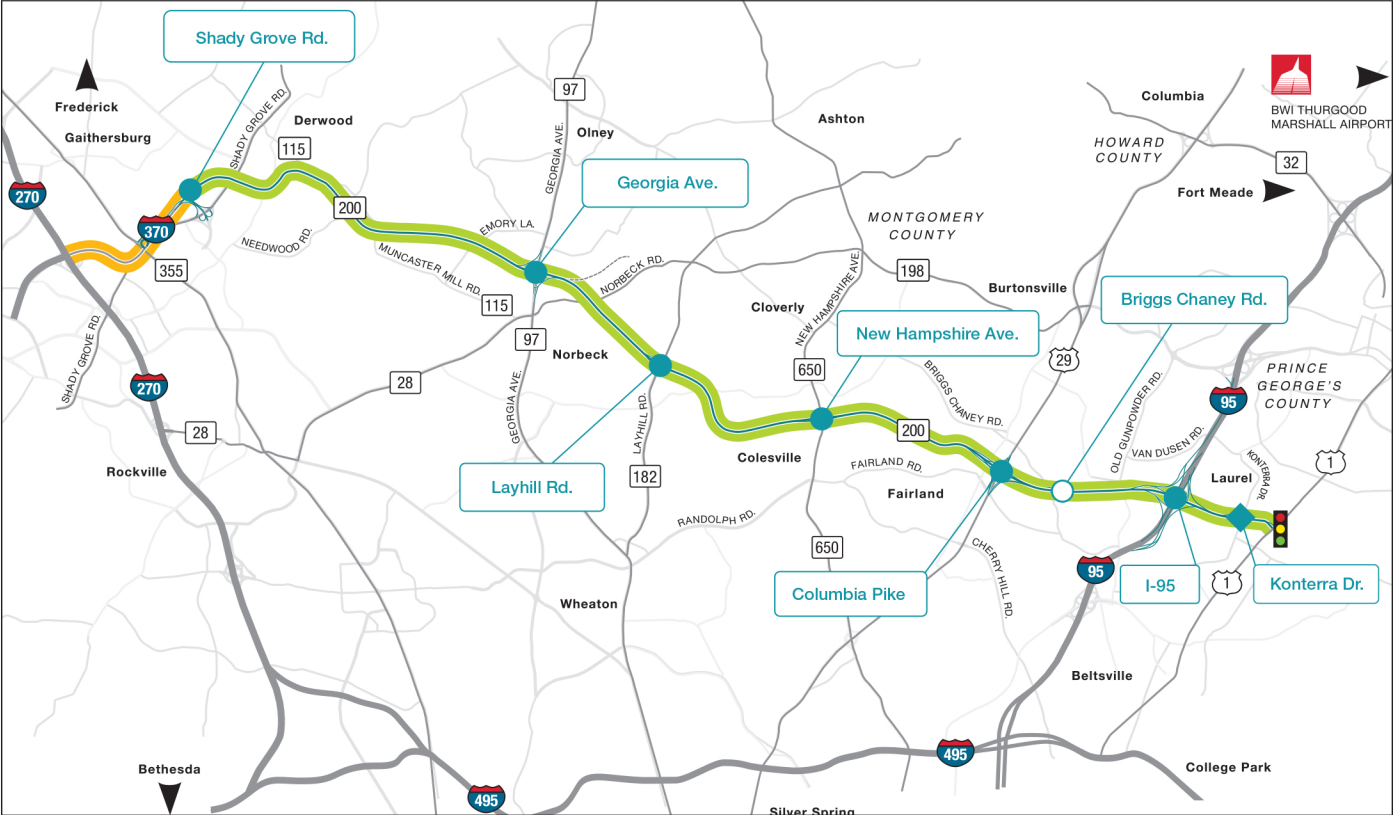 Shady Grove Rd.
Frederick
Gaithersburg
SHADY GROVE RD.
Derwood
115
97
Olney
GEORGIA AVE.
Ashton
Columbia
BWI THURGOOD
MARSHALL AIRPORT
HOWARD
COUNTY
32
Fort Meade
270
200
Georgia Ave.
370
355
NEEDWOOD RD.
EMORY LA.
MUNCASTER MILL RD.
115
NORBECK RD.
MONTGOMERY
COUNTY
198
Burtonsville
Briggs Chaney Rd.
Cloverly
NEW HAMPSHIRE AVE.
New Hampshire Ave.
SHADY GROVE RD.
270
97
Norbeck
28
650
29
BRIGGS CHANEY RD.
OLD GUNPOWDER RD.
VAN DUSEN RD.
95
PRINCE
GEORGE'S
COUNTY
28
GEORGIA AVE.
LAYHILL RD.
200
Rockville
Colesville
FAIRLAND RD.
Fairland
Laurel
KONTERRA DR.
1
Layhill Rd.
182
RANDOLPH RD.
650
CHERRY HILL RD.
95
I-95
1
Konterra Dr.
Columbia Pike
Wheaton
Beltsville
495
College Park
Bethesda
495
Silver Spring